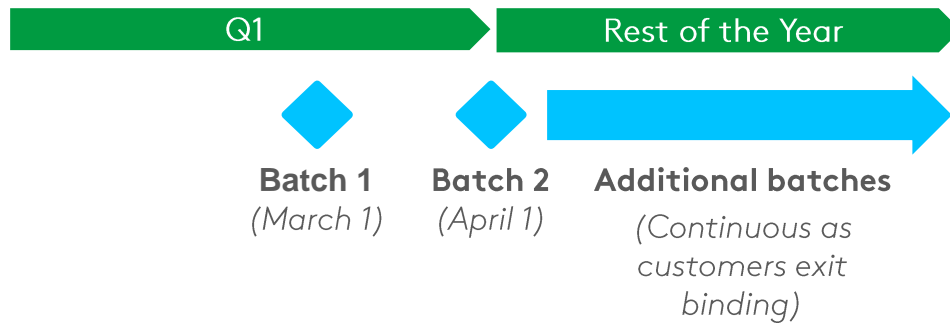 Q1
Rest of the Year
Batch 1
(March 1)
Batch 2
(April 1)
Additional batches
(Continuous as
customers exit
binding)